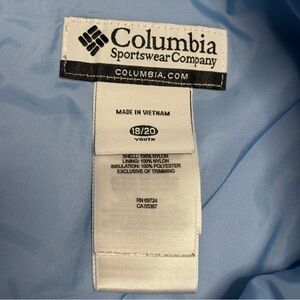 Columbia
Sportswear Company
COLUMBIA.COM
MADE IN VIETNAM
18/20
YOUTH
SHELL: 100% NYLON
LINING: 100% NYLON
INSULATION: 100% POLYESTER
EXCLUSIVE OF TRIMMING
RN 69724
CA 05367